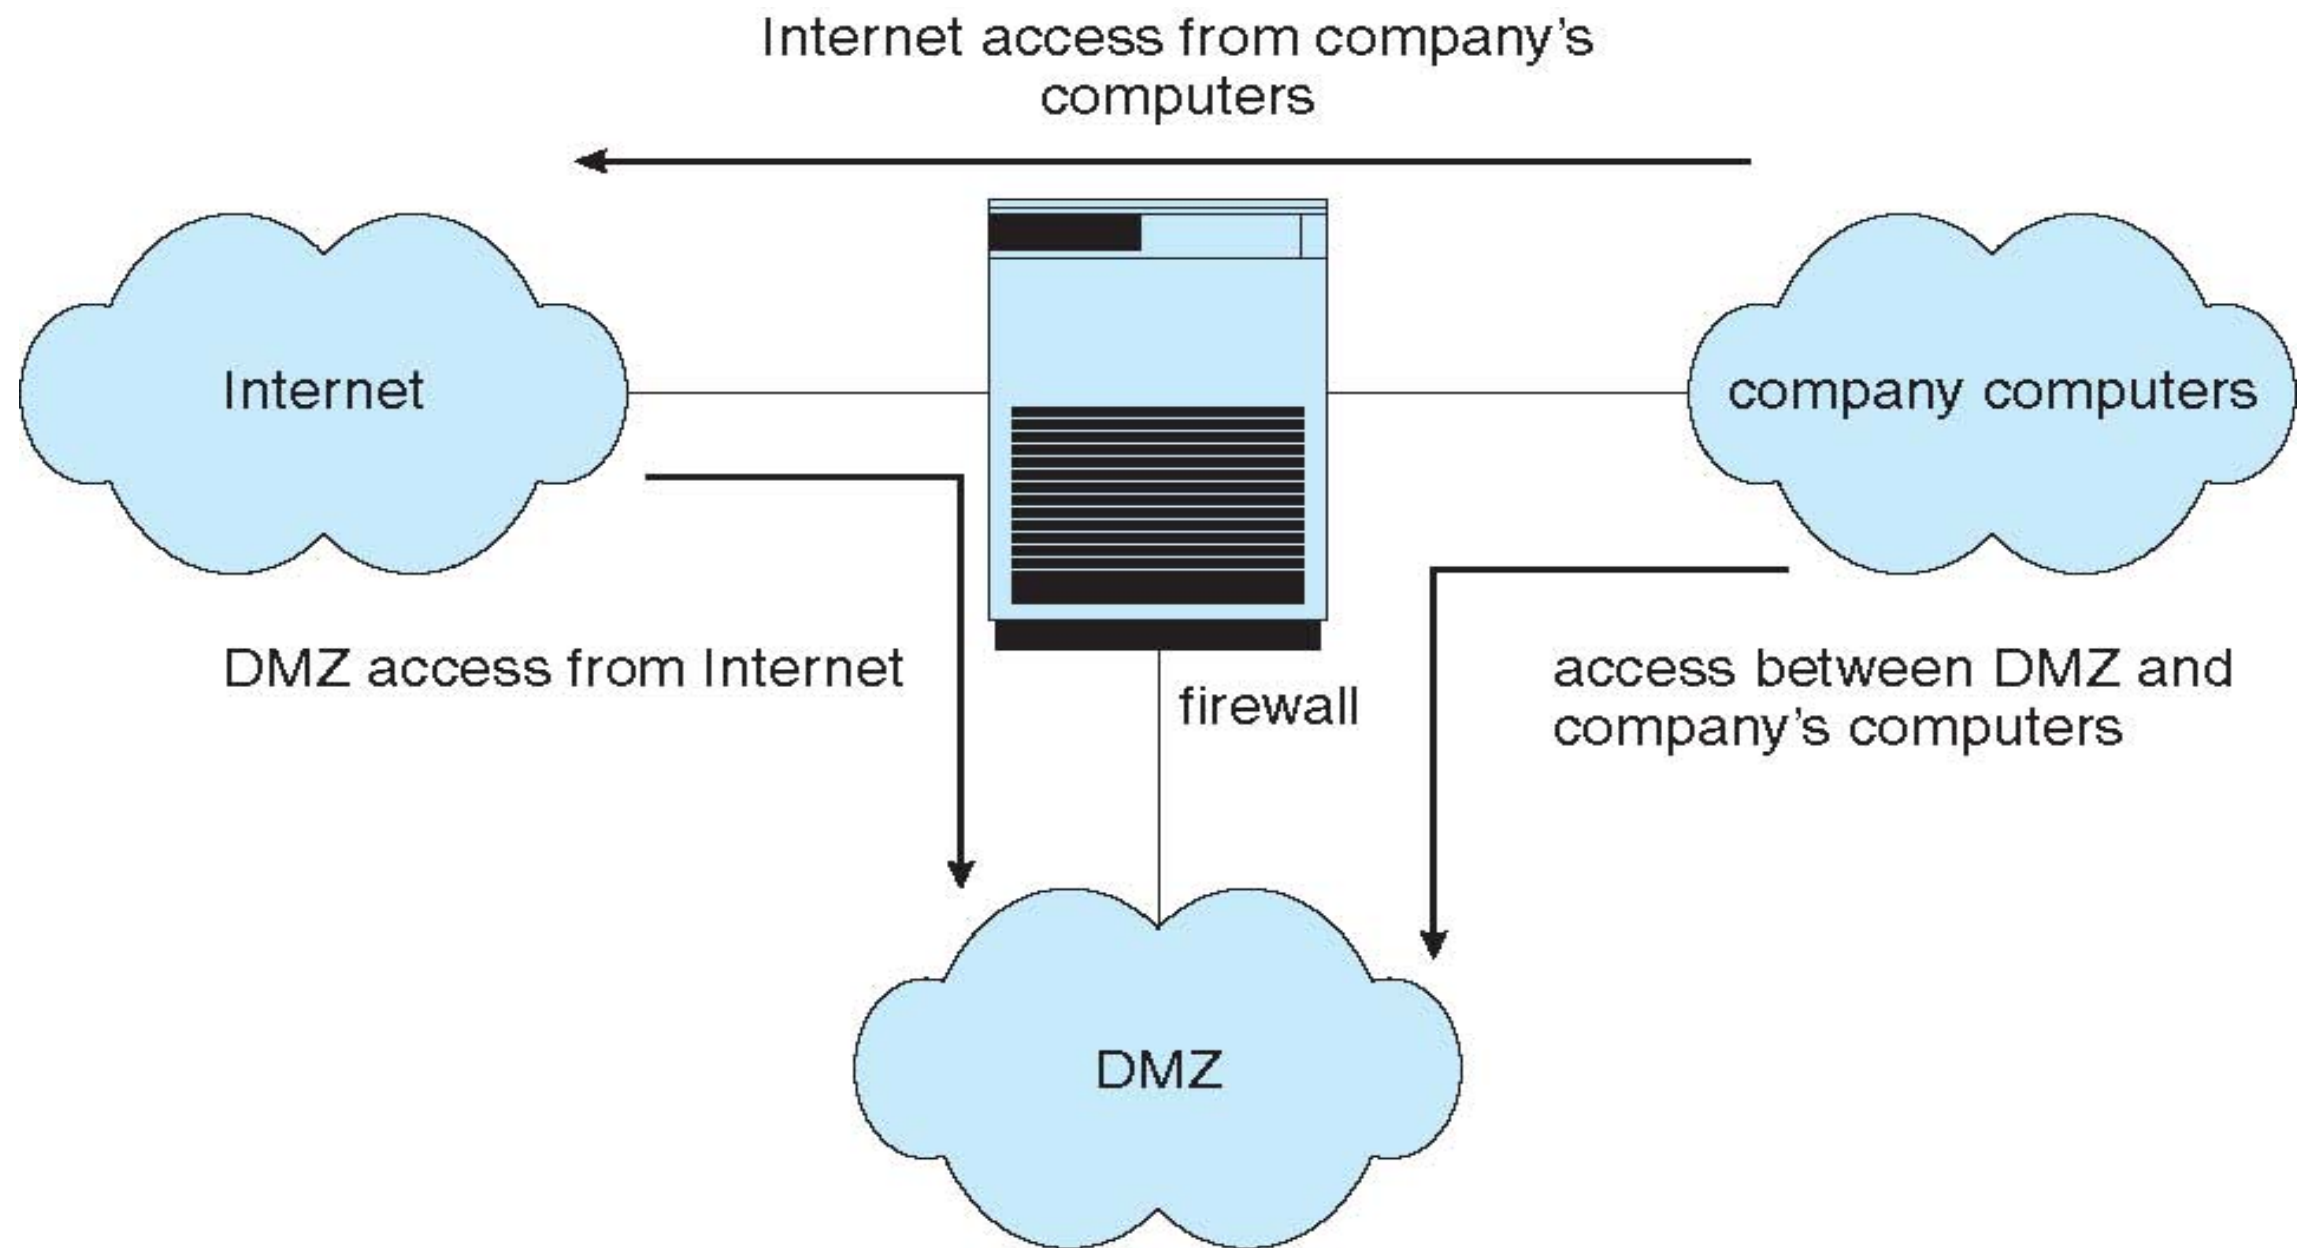 Internet access from company's
computers
Internet
company computers
DMZ access from Internet
firewall
access between DMZ and
company's computers
DMZ